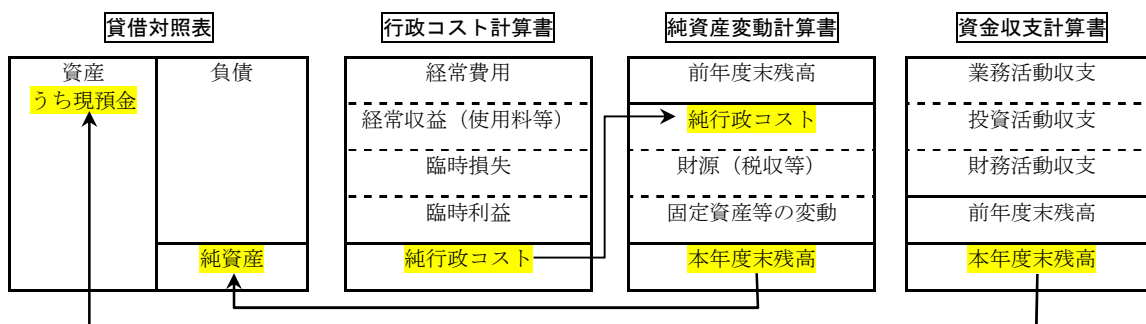 貸借対照表
資産
うち現預金
負債
純資産
行政コスト計算書
経常費用
経常収益（使用料等）
臨時損失
臨時利益
純行政コスト
純資産変動計算書
前年度末残高
純行政コスト
財源（税収等）
固定資産等の変動
本年度末残高
資金収支計算書
業務活動収支
投資活動収支
財務活動収支
前年度末残高
本年度末残高